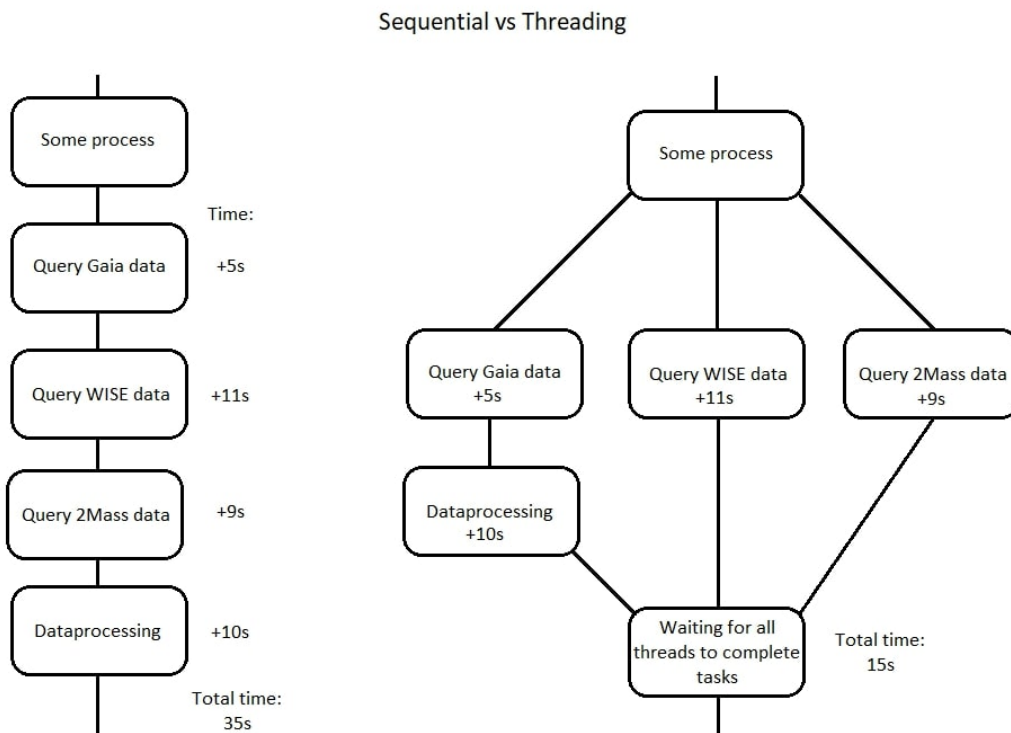 Sequential vs Threading
Some process
Time:
Query Gaia data
+5s
Query WISE data
+11s
Query 2Mass data
+9s
Dataprocessing
+10s
Total time:
35s
Some process
Query Gaia data
+5s
Query WISE data
+11s
Query 2Mass data
+9s
Dataprocessing
+10s
Waiting for all
threads to complete
tasks
Total time:
15s